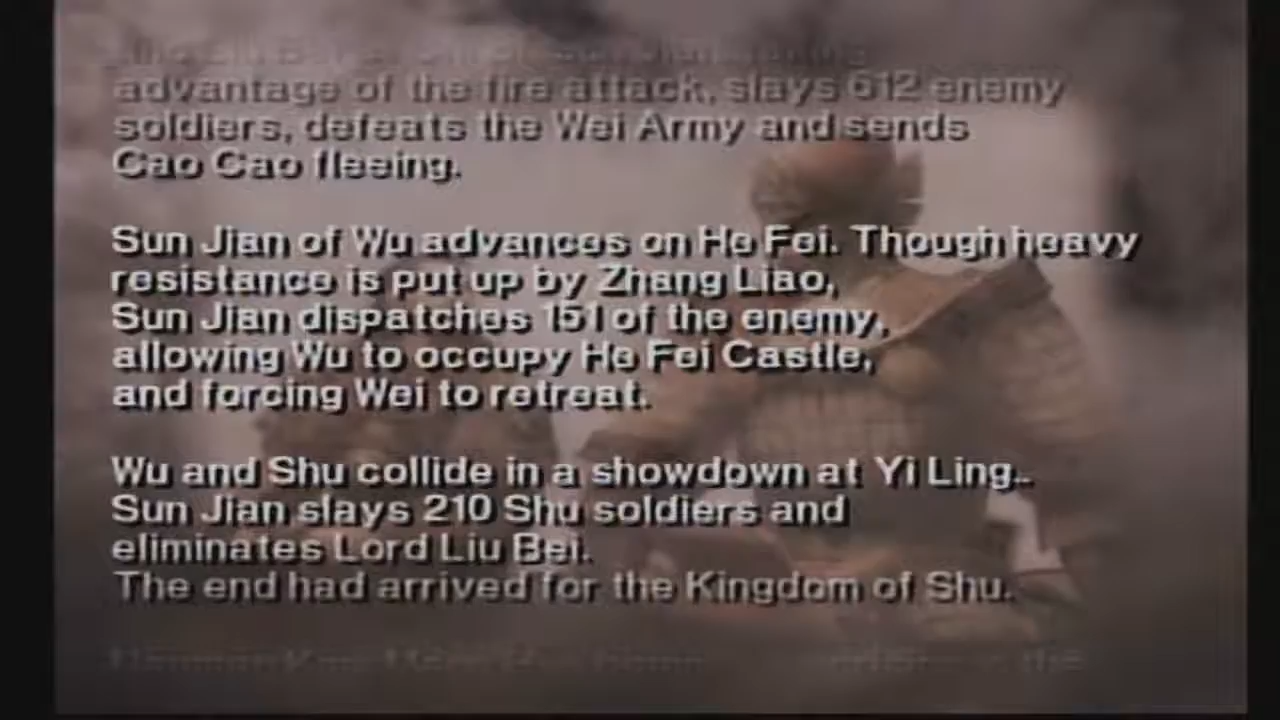 advantage of the fire attack, slays 612 enemy
soldiers, defeats the Wei Army and sends
Cao Cao fleeing.
Sun Jian of Wu advances on He Fei. Though heavy
resistance is put up by Zhang Liao,
Sun Jian dispatches 151 of the enemy,
allowing Wu to occupy He Fei Castle,
and forcing Wei to retreat.
Wu and Shu collide in a showdown at Yi Ling..
Sun Jian slays 210 Shu soldiers and
eliminates Lord Liu Bei.
The end had arrived for the Kingdom of Shu.